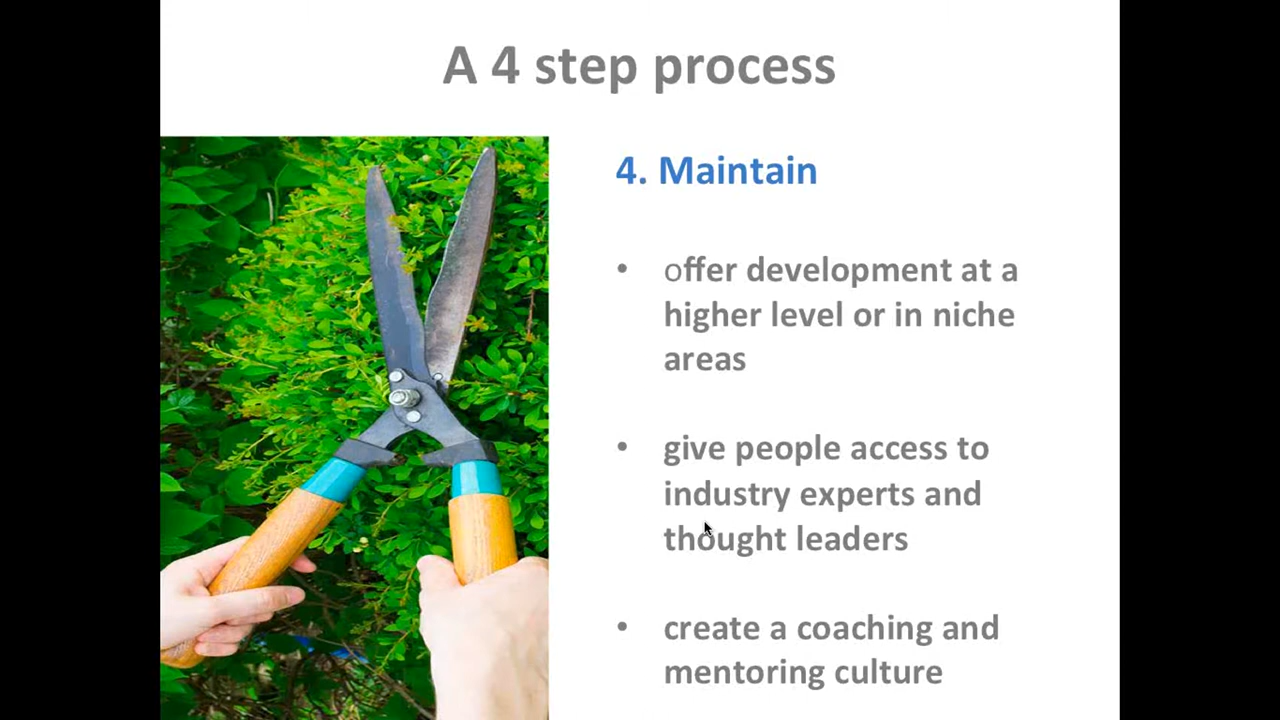 A 4 step process
4. Maintain
• offer development at a
higher level or in niche
areas
• give people access to
industry experts and
thought leaders
• create a coaching and
mentoring culture